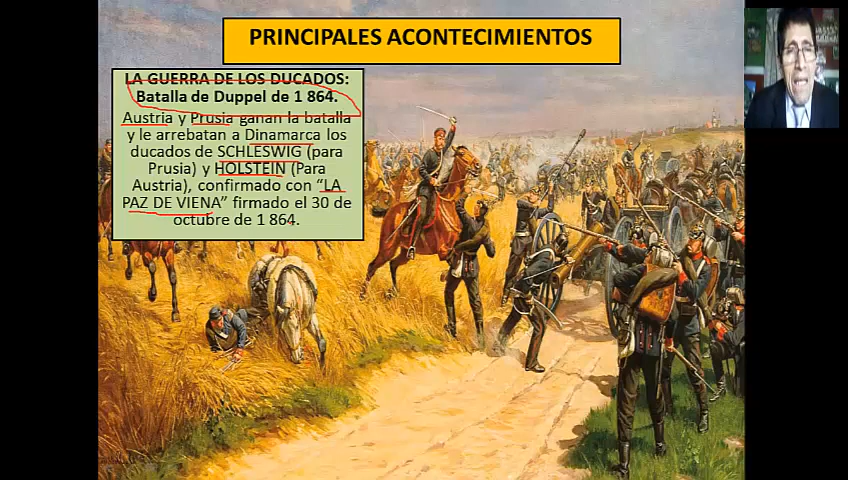 PRINCIPALES ACONTECIMIENTOS
LA GUERRA DE LOS DUCADOS:
Batalla de Duppel de 1 864.
Austria y Prusia ganan la batalla
y le arrebatan a Dinamarca los
ducados de SCHLESWIG (para
Prusia) y HOLSTEIN (Para
Austria), confirmado con “LA
PAZ DE VIENA” firmado el 30 de
octubre de 1 864.